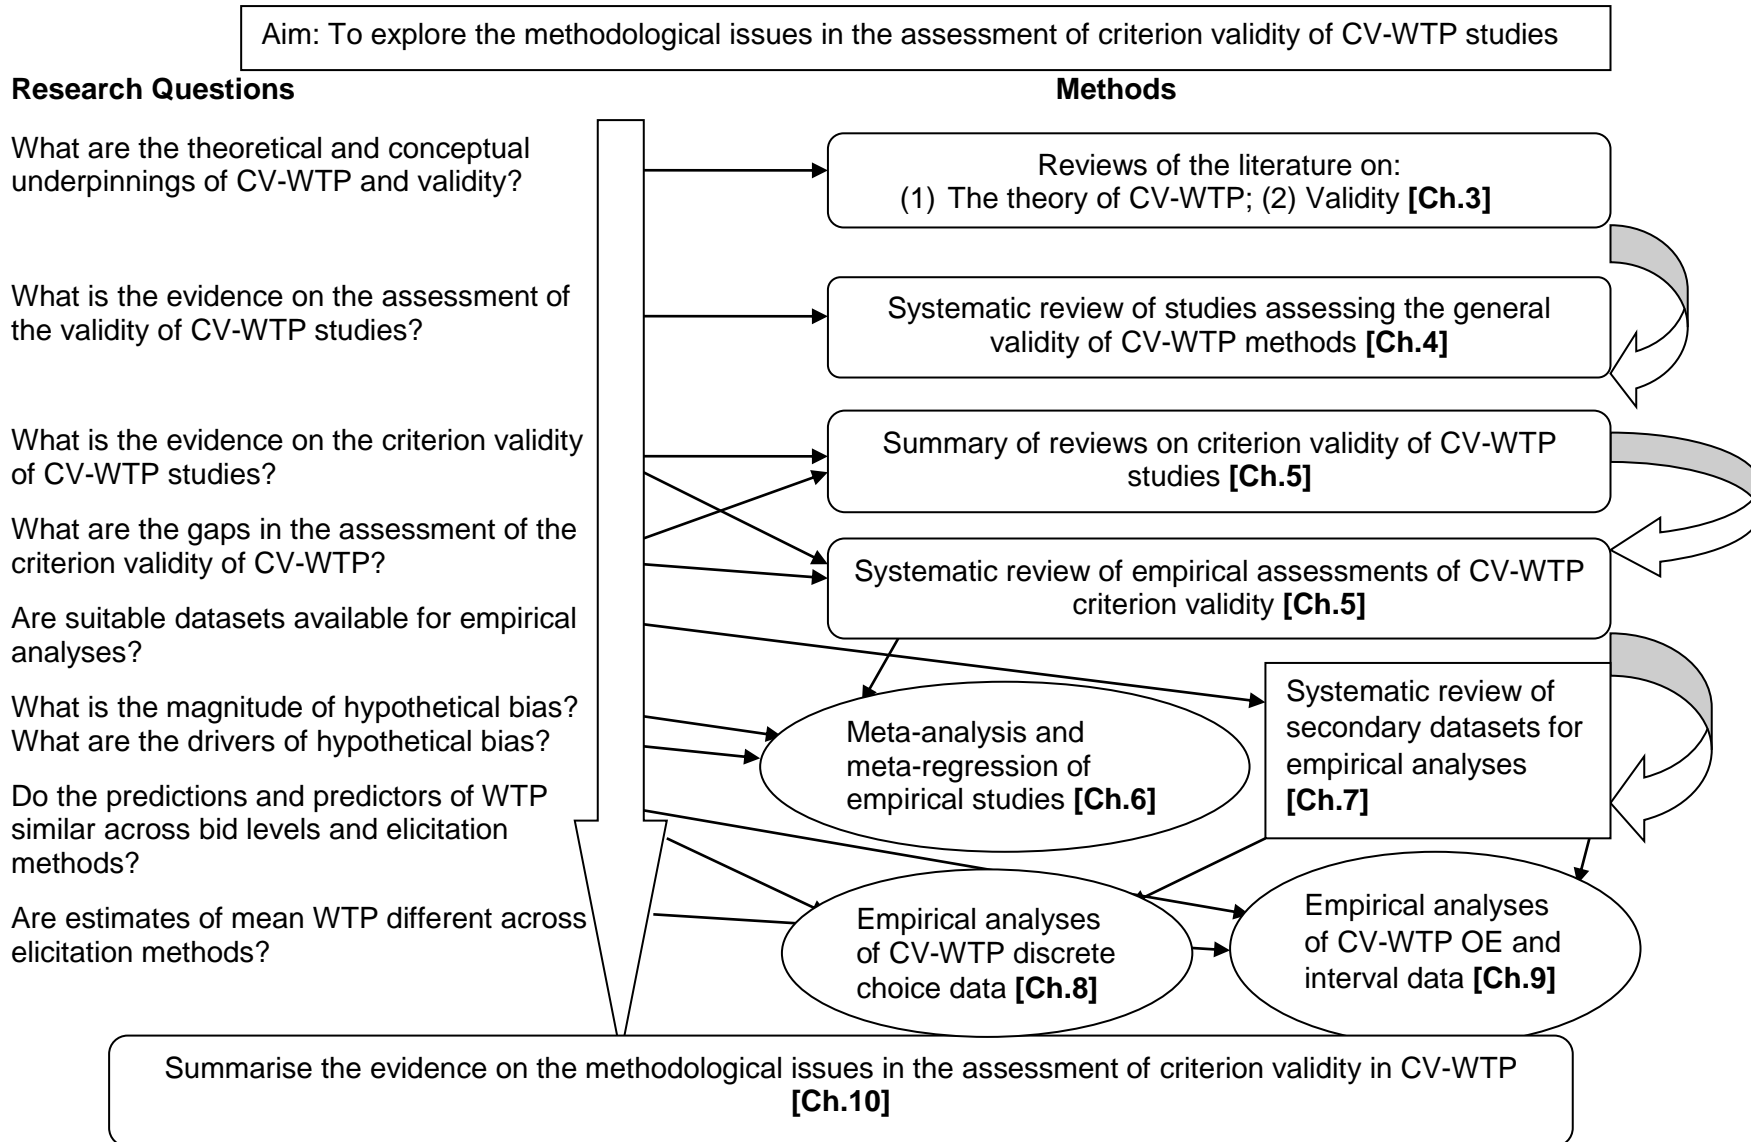 Aim: To explore the methodological issues in the assessment of criterion validity of CV-WTP studies
Research Questions
Methods
What are the theoretical and conceptual
underpinnings of CV-WTP and validity?
Reviews of the literature on:
(1) The theory of CV-WTP; (2) Validity [Ch.3]
What is the evidence on the assessment of
the validity of CV-WTP studies?
Systematic review of studies assessing the general
validity of CV-WTP methods [Ch.4]
What is the evidence on the criterion validity
of CV-WTP studies?
Summary of reviews on criterion validity of CV-WTP
studies [Ch.5]
What are the gaps in the assessment of the
criterion validity of CV-WTP?
Systematic review of empirical assessments of CV-WTP
criterion validity [Ch.5]
Are suitable datasets available for empirical
analyses?
What is the magnitude of hypothetical bias?
What are the drivers of hypothetical bias?
Meta-analysis and
meta-regression of
empirical studies [Ch.6]
Systematic review of
secondary datasets for
empirical analyses
[Ch.7]
Do the predictions and predictors of WTP
similar across bid levels and elicitation
methods?
Are estimates of mean WTP different across
elicitation methods?
Empirical analyses
of CV-WTP discrete
choice data [Ch.8]
Empirical analyses
of CV-WTP OE and
interval data [Ch.9]
Summarise the evidence on the methodological issues in the assessment of criterion validity in CV-WTP
[Ch.10]